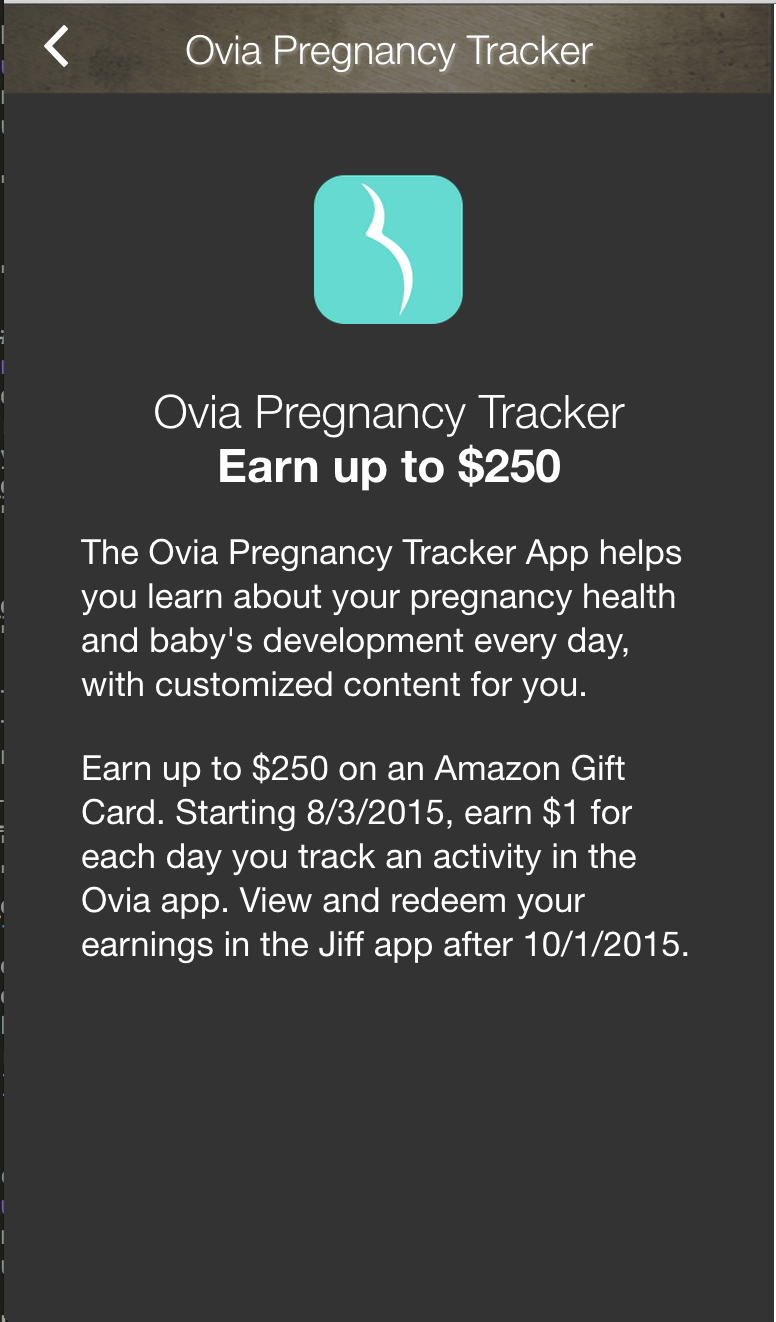 Ovia Pregnancy Tracker
Ovia Pregnancy Tracker
Earn up to $250
The Ovia Pregnancy Tracker App helps
you learn about your pregnancy health
and baby's development every day,
with customized content for you.
Earn up to $250 on an Amazon Gift
Card. Starting 8/3/2015, earn $1 for
each day you track an activity in the
Ovia app. View and redeem your
earnings in the Jiff app after 10/1/2015.